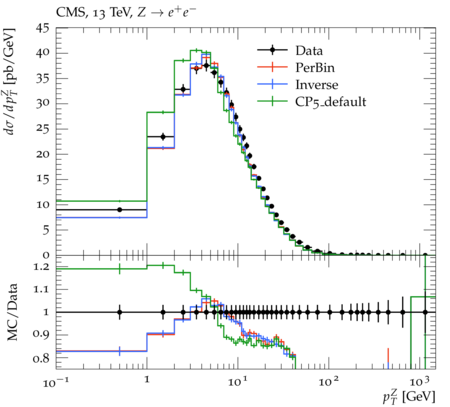 CMS, 13 TeV, Z → e⁺e⁻
dσ/dp_T^Z [pb/GeV]
45
40
35
30
25
20
15
10
5
0
Data
PerBin
Inverse
CP5_default
MC/Data
1.2
1.1
1
0.9
0.8
10⁻¹ 1 10¹ 10² 10³
p_T^Z [GeV]